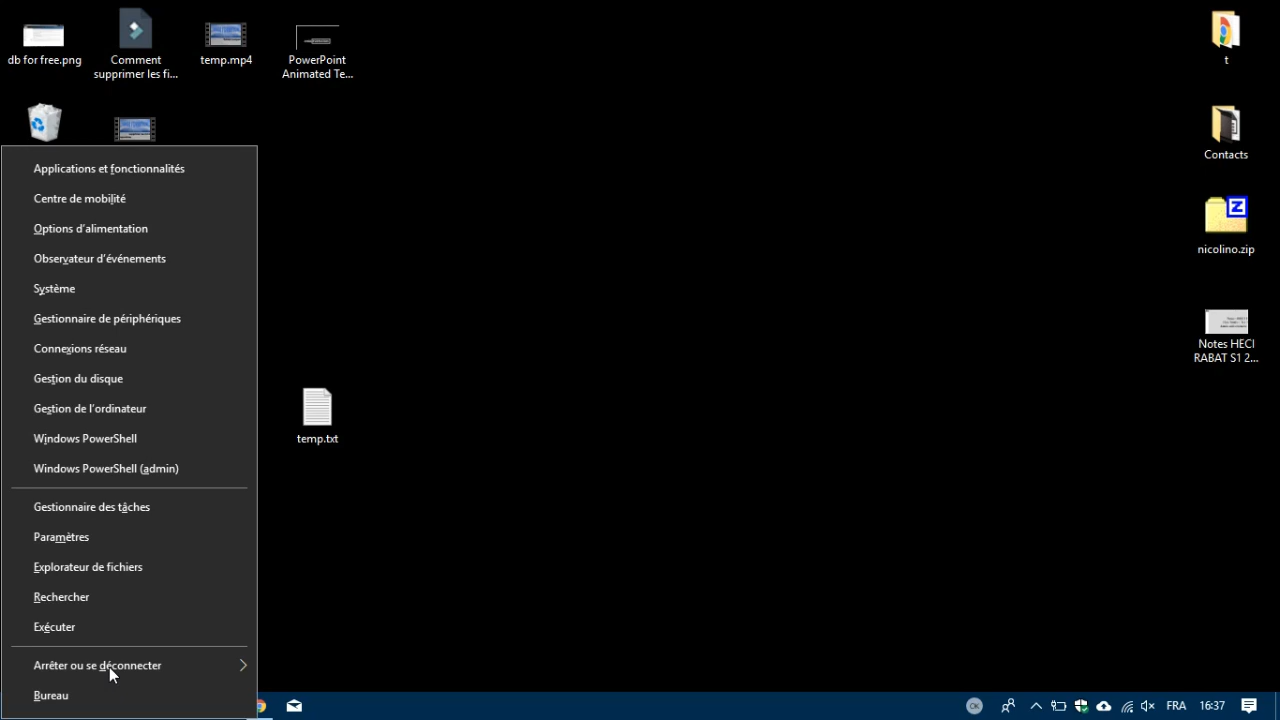 db for free.png
Comment
supprimer les fi...
temp.mp4
PowerPoint
Animated Te...
t
Contacts
nicolino.zip
Notes HECI
RABAT S1 2...
temp.txt
Applications et fonctionnalités
Centre de mobilité
Options d'alimentation
Observateur d'événements
Système
Gestionnaire de périphériques
Connexions réseau
Gestion du disque
Gestion de l'ordinateur
Windows PowerShell
Windows PowerShell (admin)
Gestionnaire des tâches
Paramètres
Explorateur de fichiers
Rechercher
Exécuter
Arrêter ou se déconnecter
Bureau
OK
FRA
16:37